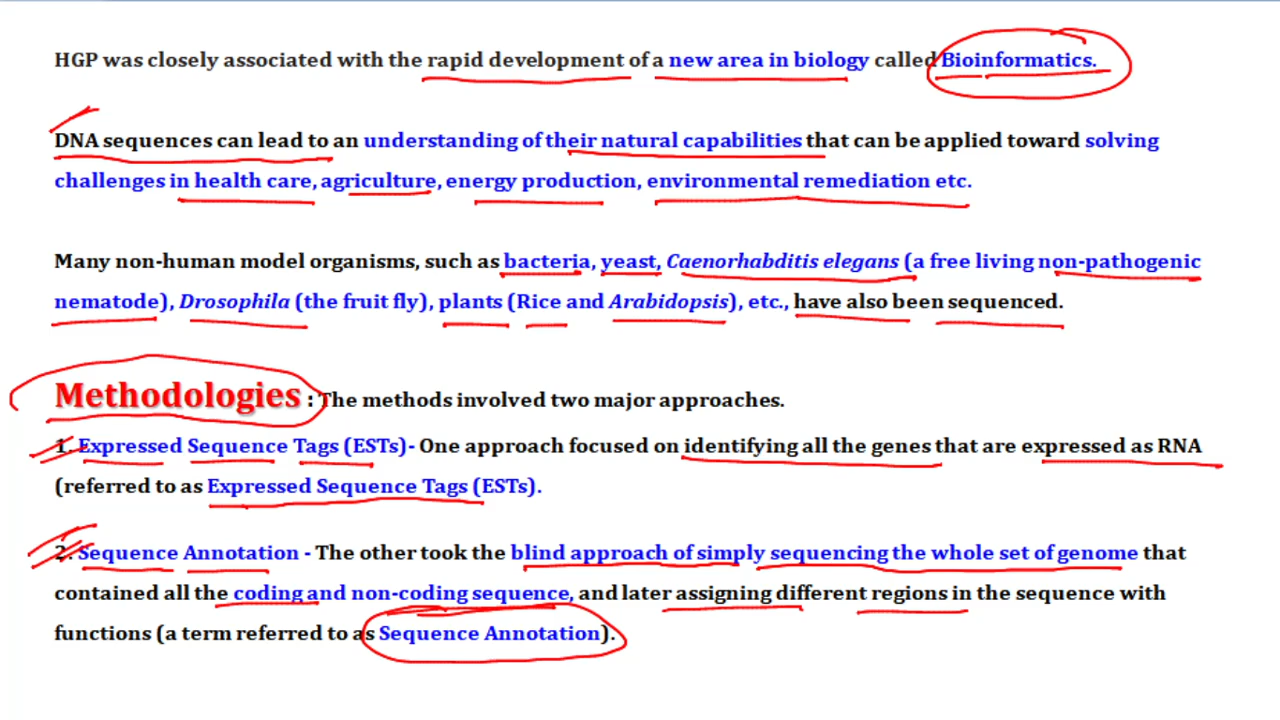 HGP was closely associated with the rapid development of a new area in biology called Bioinformatics.
DNA sequences can lead to an understanding of their natural capabilities that can be applied toward solving
challenges in health care, agriculture, energy production, environmental remediation etc.
Many non-human model organisms, such as bacteria, yeast, Caenorhabditis elegans (a free living non-pathogenic
nematode), Drosophila (the fruit fly), plants (Rice and Arabidopsis), etc., have also been sequenced.
Methodologies : The methods involved two major approaches.
1. Expressed Sequence Tags (ESTs)- One approach focused on identifying all the genes that are expressed as RNA
(referred to as Expressed Sequence Tags (ESTs).
2. Sequence Annotation - The other took the blind approach of simply sequencing the whole set of genome that
contained all the coding and non-coding sequence, and later assigning different regions in the sequence with
functions (a term referred to as Sequence Annotation).